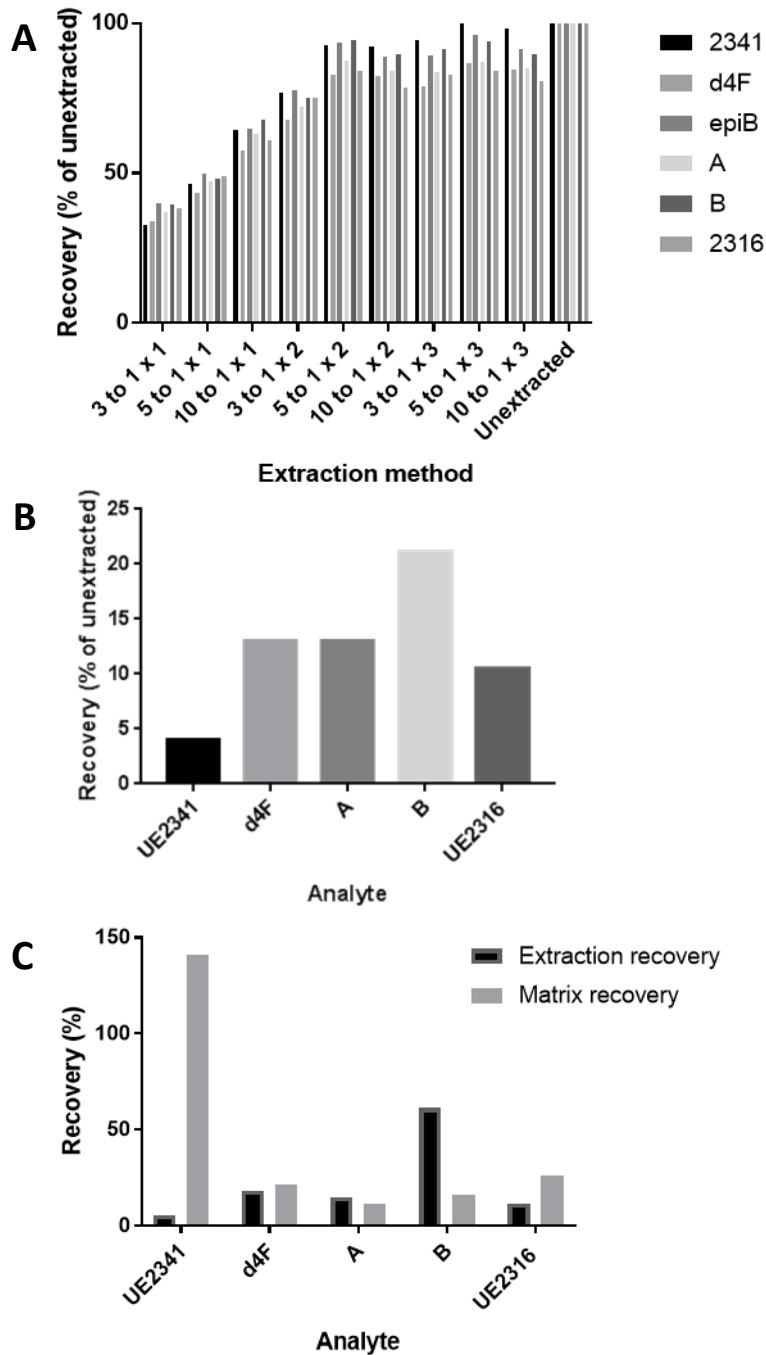 A
Recovery (% of unextracted)
100
50
0
3 to 1 x 1
5 to 1 x 1
10 to 1 x 1
3 to 1 x 2
5 to 1 x 2
10 to 1 x 2
3 to 1 x 3
5 to 1 x 3
10 to 1 x 3
Unextracted
Extraction method
2341
d4F
epiB
A
B
2316
B
Recovery (% of unextracted)
25
20
15
10
5
0
UE2341
d4F
A
B
UE2316
Analyte
C
Recovery (%)
150
100
50
0
Extraction recovery
Matrix recovery
UE2341
d4F
A
B
UE2316
Analyte